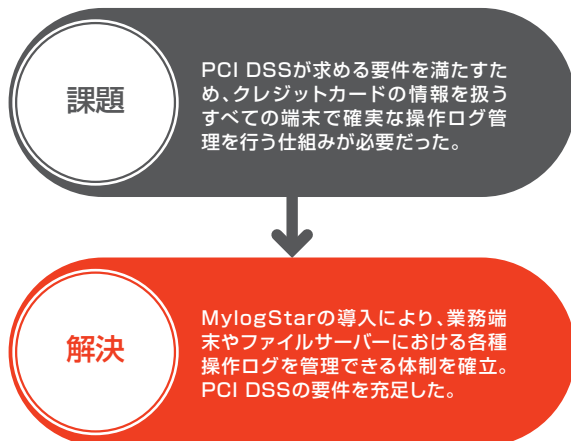 課題
PCI DSSが求める要件を満たすた
め、クレジットカードの情報を扱う
すべての端末で確実な操作ログ管
理を行う仕組みが必要だった。
解決
MylogStarの導入により、業務端
末やファイルサーバーにおける各種
操作ログを管理できる体制を確立。
PCI DSSの要件を充足した。